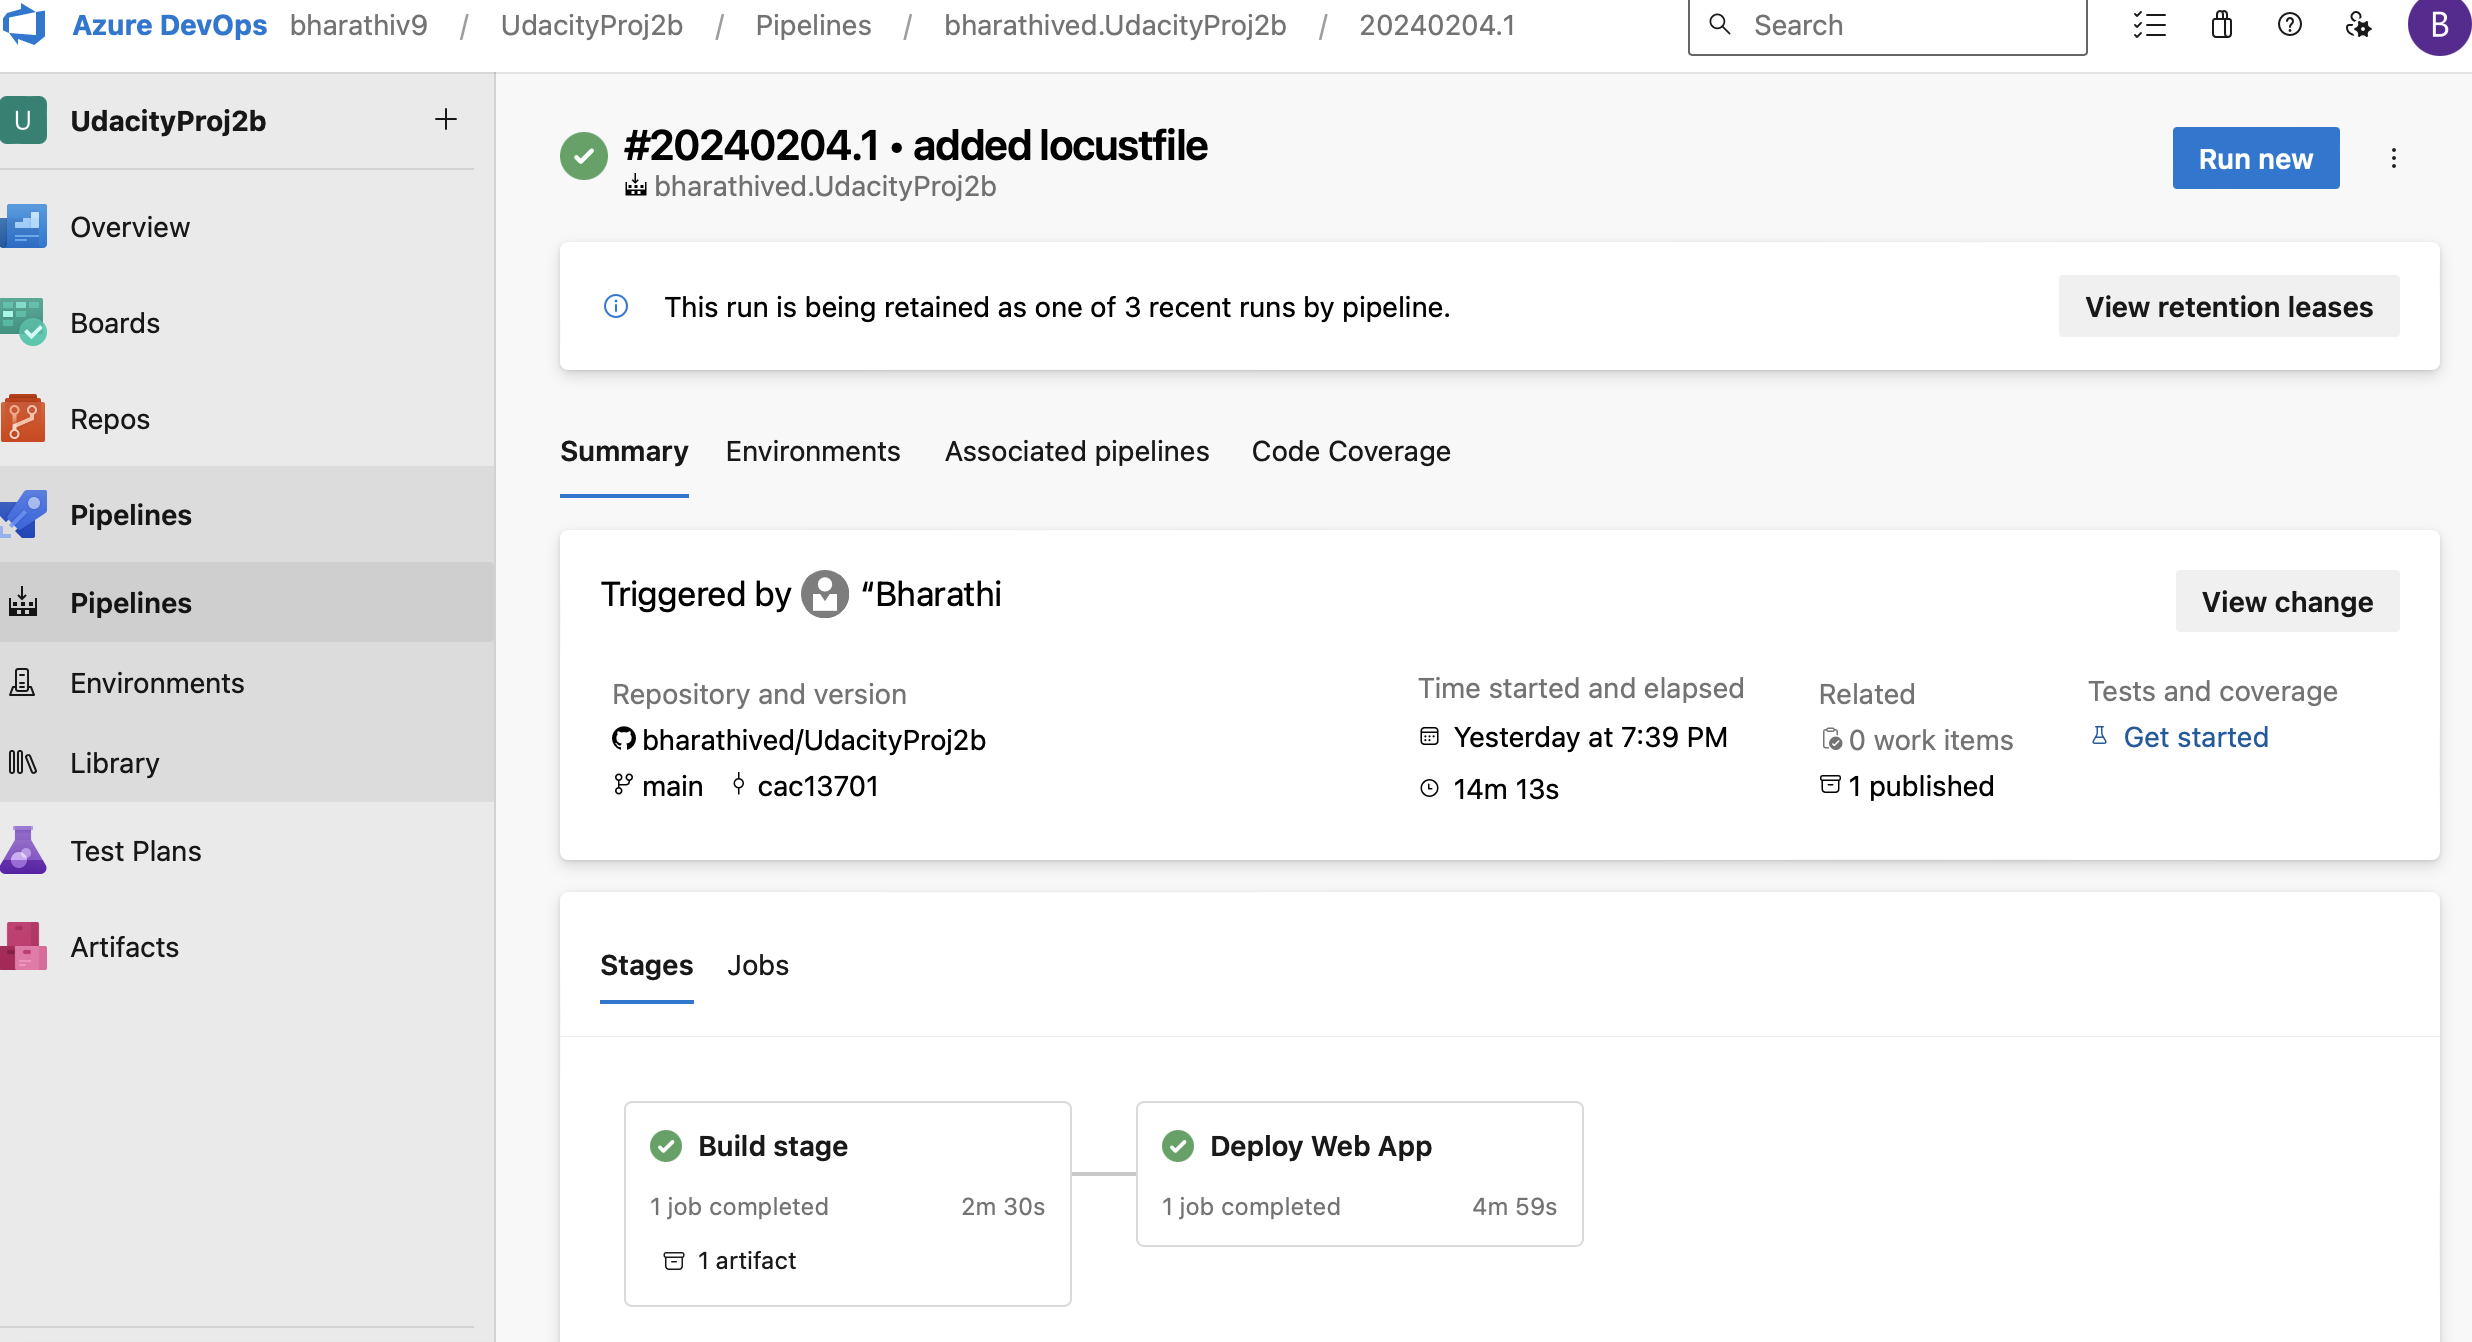 Azure DevOps bharathiv9 / UdacityProj2b / Pipelines / bharathived.UdacityProj2b / 20240204.1
Search
B
U UdacityProj2b
Overview
Boards
Repos
Pipelines
Pipelines
Environments
Library
Test Plans
Artifacts
#20240204.1 • added locustfile
bharathived.UdacityProj2b
Run new
This run is being retained as one of 3 recent runs by pipeline.
View retention leases
Summary Environments Associated pipelines Code Coverage
Triggered by “Bharathi
View change
Repository and version
bharathived/UdacityProj2b
main cac13701
Time started and elapsed
Yesterday at 7:39 PM
14m 13s
Related
0 work items
1 published
Tests and coverage
Get started
Stages Jobs
Build stage
1 job completed 2m 30s
1 artifact
Deploy Web App
1 job completed 4m 59s